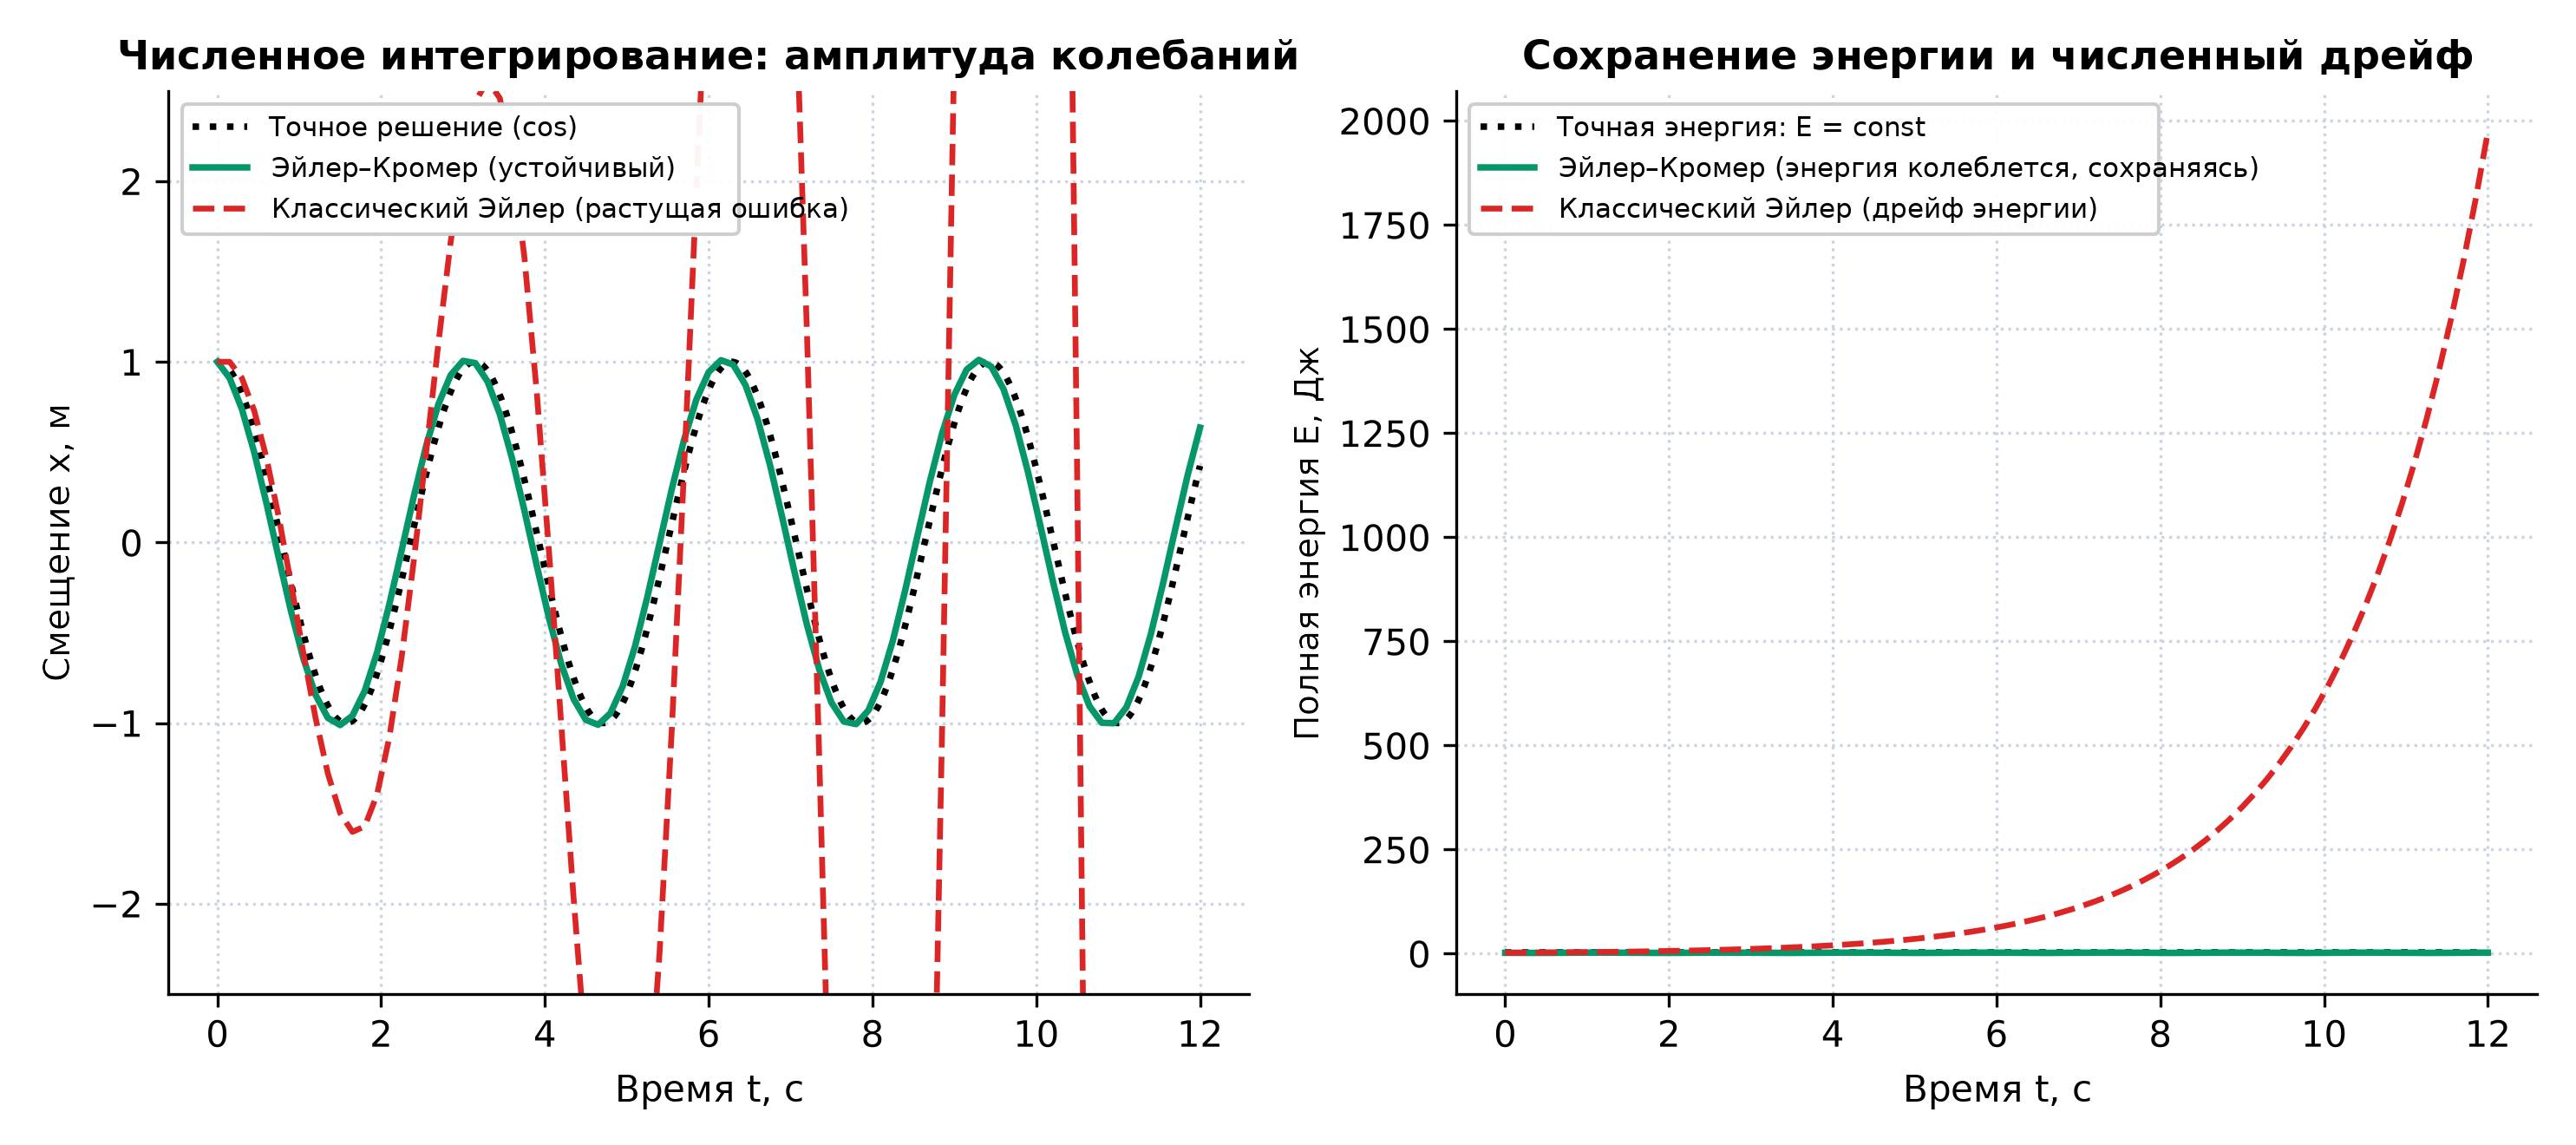 Численное интегрирование: амплитуда колебаний
Точное решение (cos)
Эйлер–Кромер (устойчивый)
Классический Эйлер (растущая ошибка)
Смещение x, м
2
1
0
−1
−2
0 2 4 6 8 10 12
Время t, с
Сохранение энергии и численный дрейф
Точная энергия: E = const
Эйлер–Кромер (энергия колеблется, сохраняясь)
Классический Эйлер (дрейф энергии)
Полная энергия E, Дж
2000
1750
1500
1250
1000
750
500
250
0
0 2 4 6 8 10 12
Время t, с